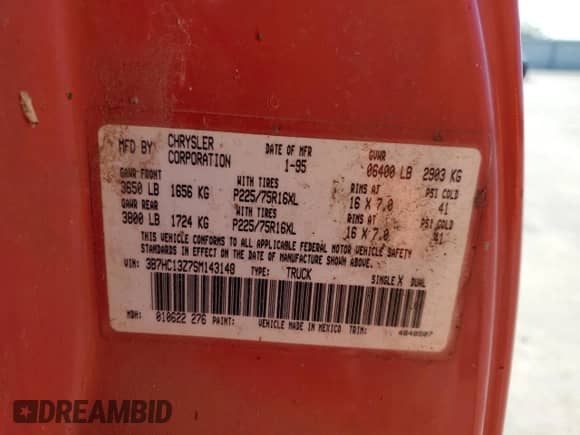 MFD BY: CHRYSLER CORPORATION DATE OF MFR 1-95 GVWR 06400 LB 2903 KG
GAWR FRONT WITH TIRES RIMS AT PSI COLD
3650 LB 1656 KG P225/75R16XL 16 X 7.0 41
GAWR REAR WITH TIRES RIMS AT PSI COLD
3800 LB 1724 KG P225/75R16XL 16 X 7.0 41
THIS VEHICLE CONFORMS TO ALL APPLICABLE FEDERAL MOTOR VEHICLE SAFETY
STANDARDS IN EFFECT ON THE DATE OF MANUFACTURE SHOWN ABOVE.
VIN: 3B7HC13Z7SM143148 TYPE: TRUCK SINGLE X DUAL
MDH: 010622 276 PAINT: VEHICLE MADE IN MEXICO TRIM: 4840507
DREAMBID